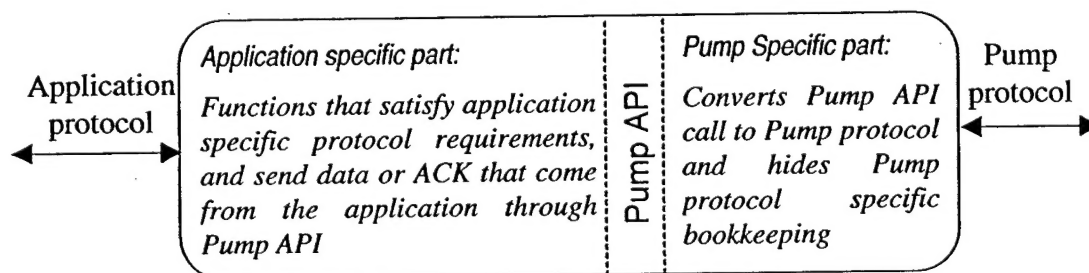 Application
protocol
Application specific part:
Functions that satisfy application
specific protocol requirements,
and send data or ACK that come
from the application through
Pump API
Pump API
Pump Specific part:
Converts Pump API
call to Pump protocol
and hides Pump
protocol specific
bookkeeping
Pump
protocol